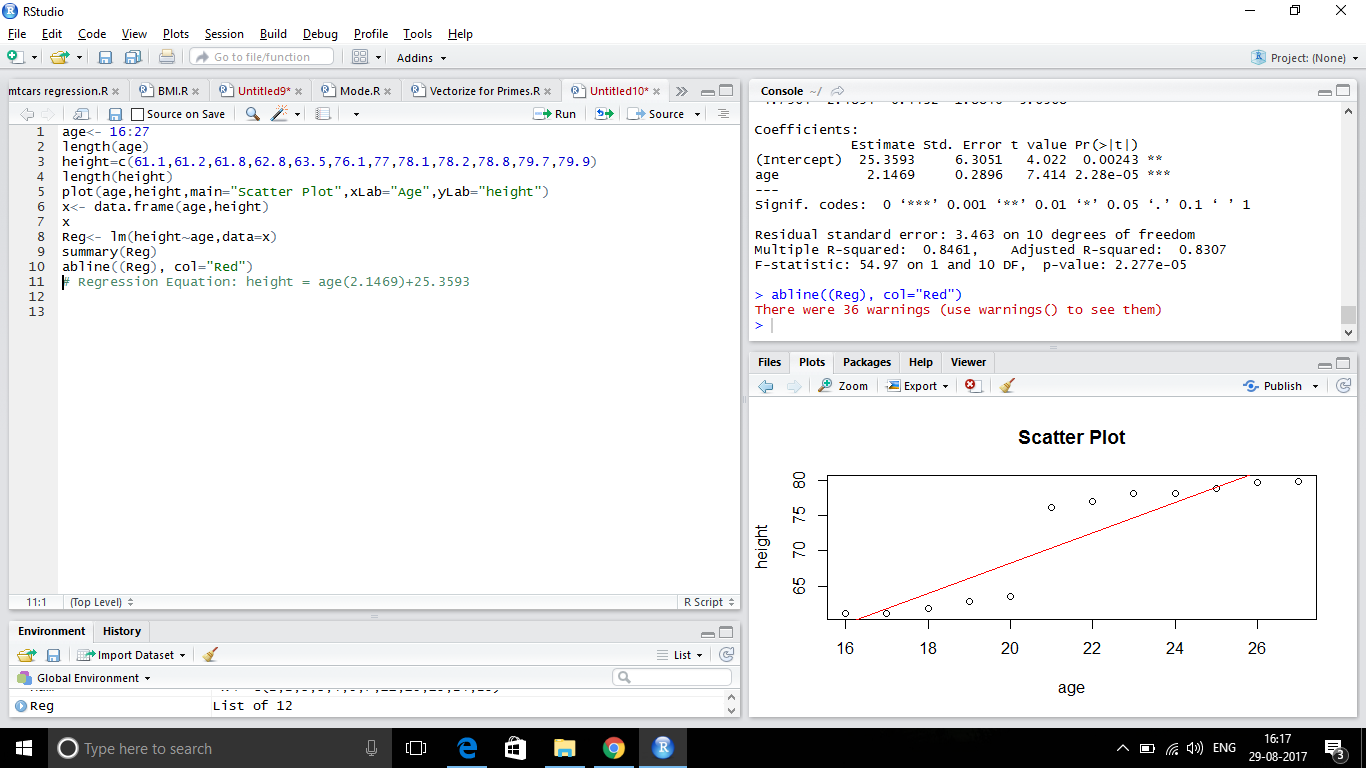 RStudio
File Edit Code View Plots Session Build Debug Profile Tools Help
Go to file/function Addins Project: (None)
mtcars regression.R BMI.R Untitled9* Mode.R Vectorize for Primes.R Untitled10*
Source on Save Run Source
1 age<- 16:27
2 length(age)
3 height=c(61.1,61.2,61.8,62.8,63.5,76.1,77,78.1,78.2,78.8,79.7,79.9)
4 length(height)
5 plot(age,height,main="Scatter Plot",xLab="Age",yLab="height")
6 x<- data.frame(age,height)
7 x
8 Reg<- lm(height~age,data=x)
9 summary(Reg)
10 abline((Reg), col="Red")
11 # Regression Equation: height = age(2.1469)+25.3593
12
13
11:1 (Top Level) R Script
Environment History
Import Dataset List
Global Environment
Reg List of 12
Console ~/
Coefficients:
Estimate Std. Error t value Pr(>|t|)
(Intercept) 25.3593 6.3051 4.022 0.00243 **
age 2.1469 0.2896 7.414 2.28e-05 ***
---
Signif. codes: 0 ‘***’ 0.001 ‘**’ 0.01 ‘*’ 0.05 ‘.’ 0.1 ‘ ’ 1
Residual standard error: 3.463 on 10 degrees of freedom
Multiple R-squared: 0.8461, Adjusted R-squared: 0.8307
F-statistic: 54.97 on 1 and 10 DF, p-value: 2.277e-05
> abline((Reg), col="Red")
There were 36 warnings (use warnings() to see them)
>
Files Plots Packages Help Viewer
Zoom Export Publish
Scatter Plot
80
75
70
65
height
16 18 20 22 24 26
age
Type here to search
ENG
16:17
29-08-2017
3